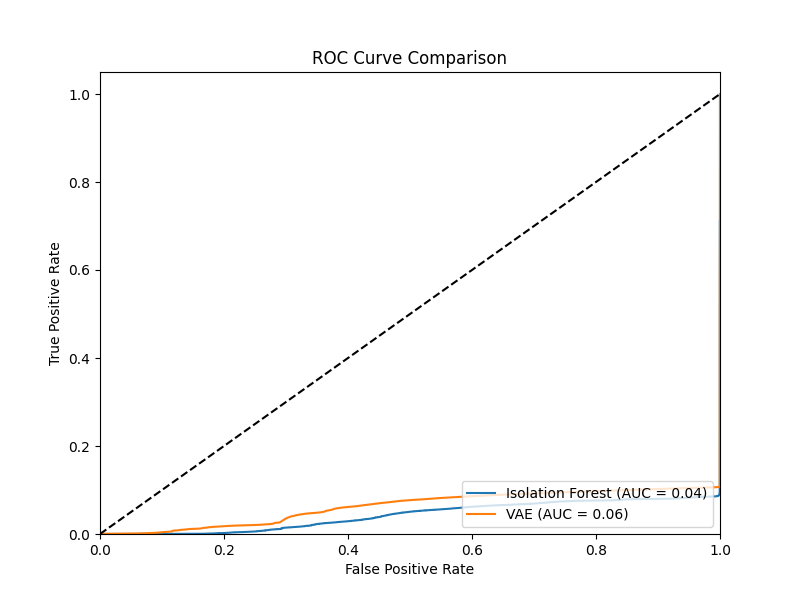 ROC Curve Comparison
True Positive Rate
1.0
0.8
0.6
0.4
0.2
0.0
Isolation Forest (AUC = 0.04)
VAE (AUC = 0.06)
0.0 0.2 0.4 0.6 0.8 1.0
False Positive Rate